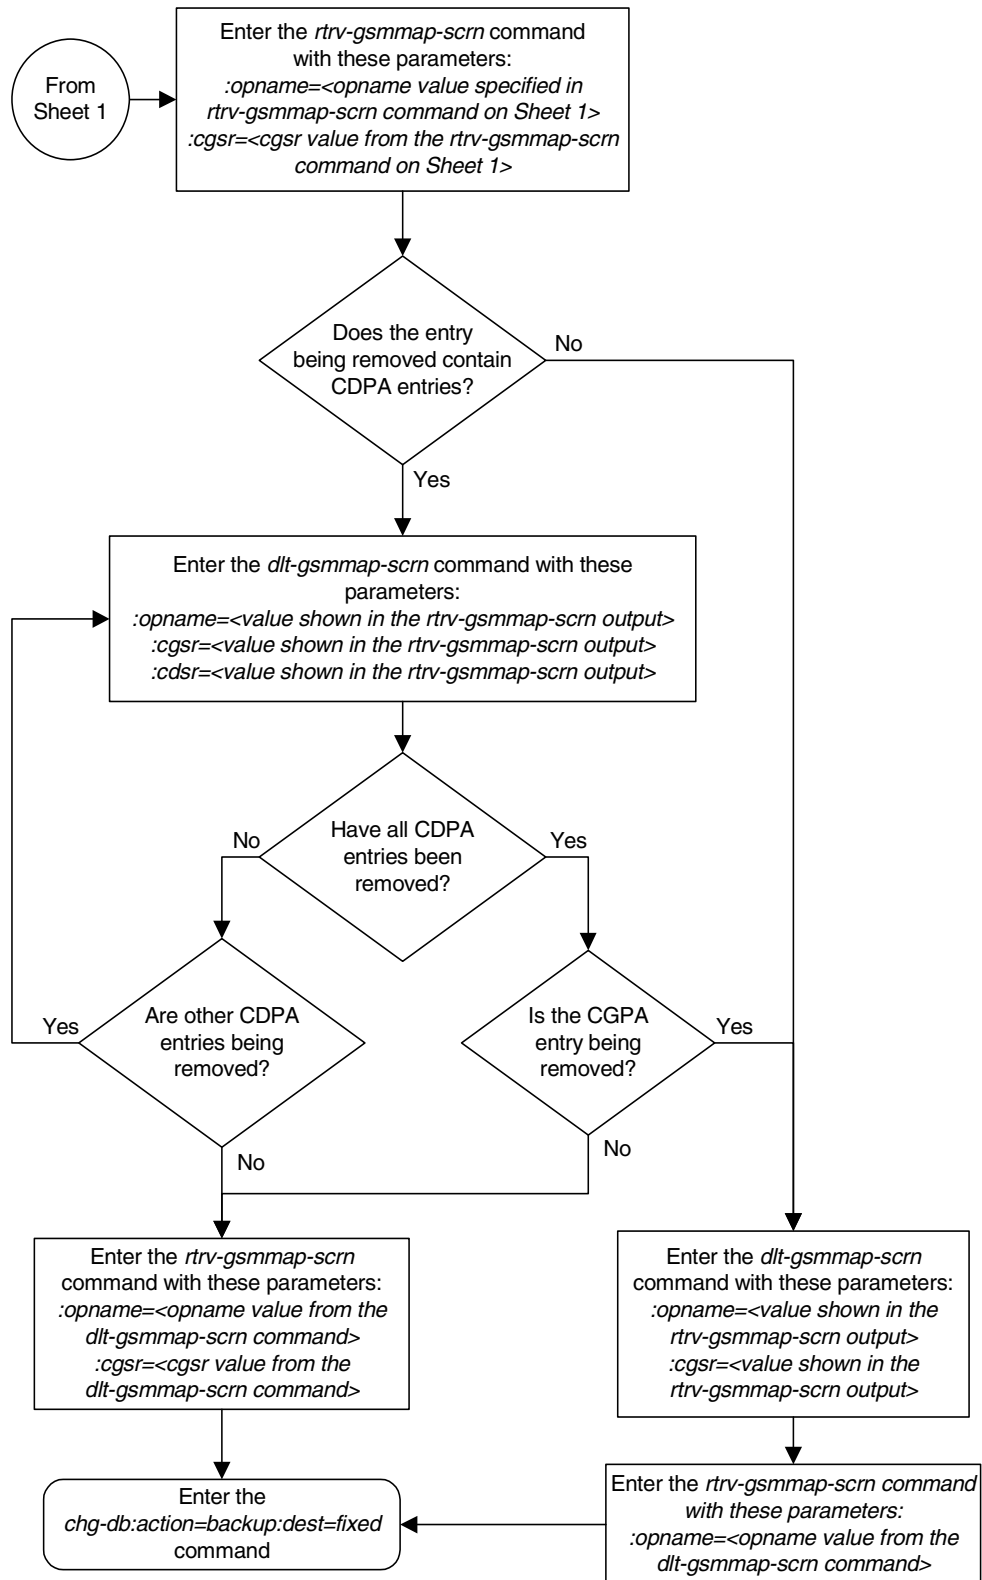 From
Sheet 1
Enter the rtrv-gsmmap-scrn command
with these parameters:
:opname=<opname value specified in
rtrv-gsmmap-scrn command on Sheet 1>
:cgsr=<cgsr value from the rtrv-gsmmap-scrn
command on Sheet 1>
Does the entry
being removed contain
CDPA entries?
No
Yes
Enter the dlt-gsmmap-scrn command with these
parameters:
:opname=<value shown in the rtrv-gsmmap-scrn output>
:cgsr=<value shown in the rtrv-gsmmap-scrn output>
:cdsr=<value shown in the rtrv-gsmmap-scrn output>
Have all CDPA
entries been
removed?
No
Yes
Are other CDPA
entries being
removed?
Yes
No
Is the CGPA
entry being
removed?
Yes
No
Enter the rtrv-gsmmap-scrn
command with these parameters:
:opname=<opname value from the
dlt-gsmmap-scrn command>
:cgsr=<cgsr value from the
dlt-gsmmap-scrn command>
Enter the dlt-gsmmap-scrn
command with these parameters:
:opname=<value shown in the
rtrv-gsmmap-scrn output>
:cgsr=<value shown in the
rtrv-gsmmap-scrn output>
Enter the
chg-db:action=backup:dest=fixed
command
Enter the rtrv-gsmmap-scrn command
with these parameters:
:opname=<opname value from the
dlt-gsmmap-scrn command>